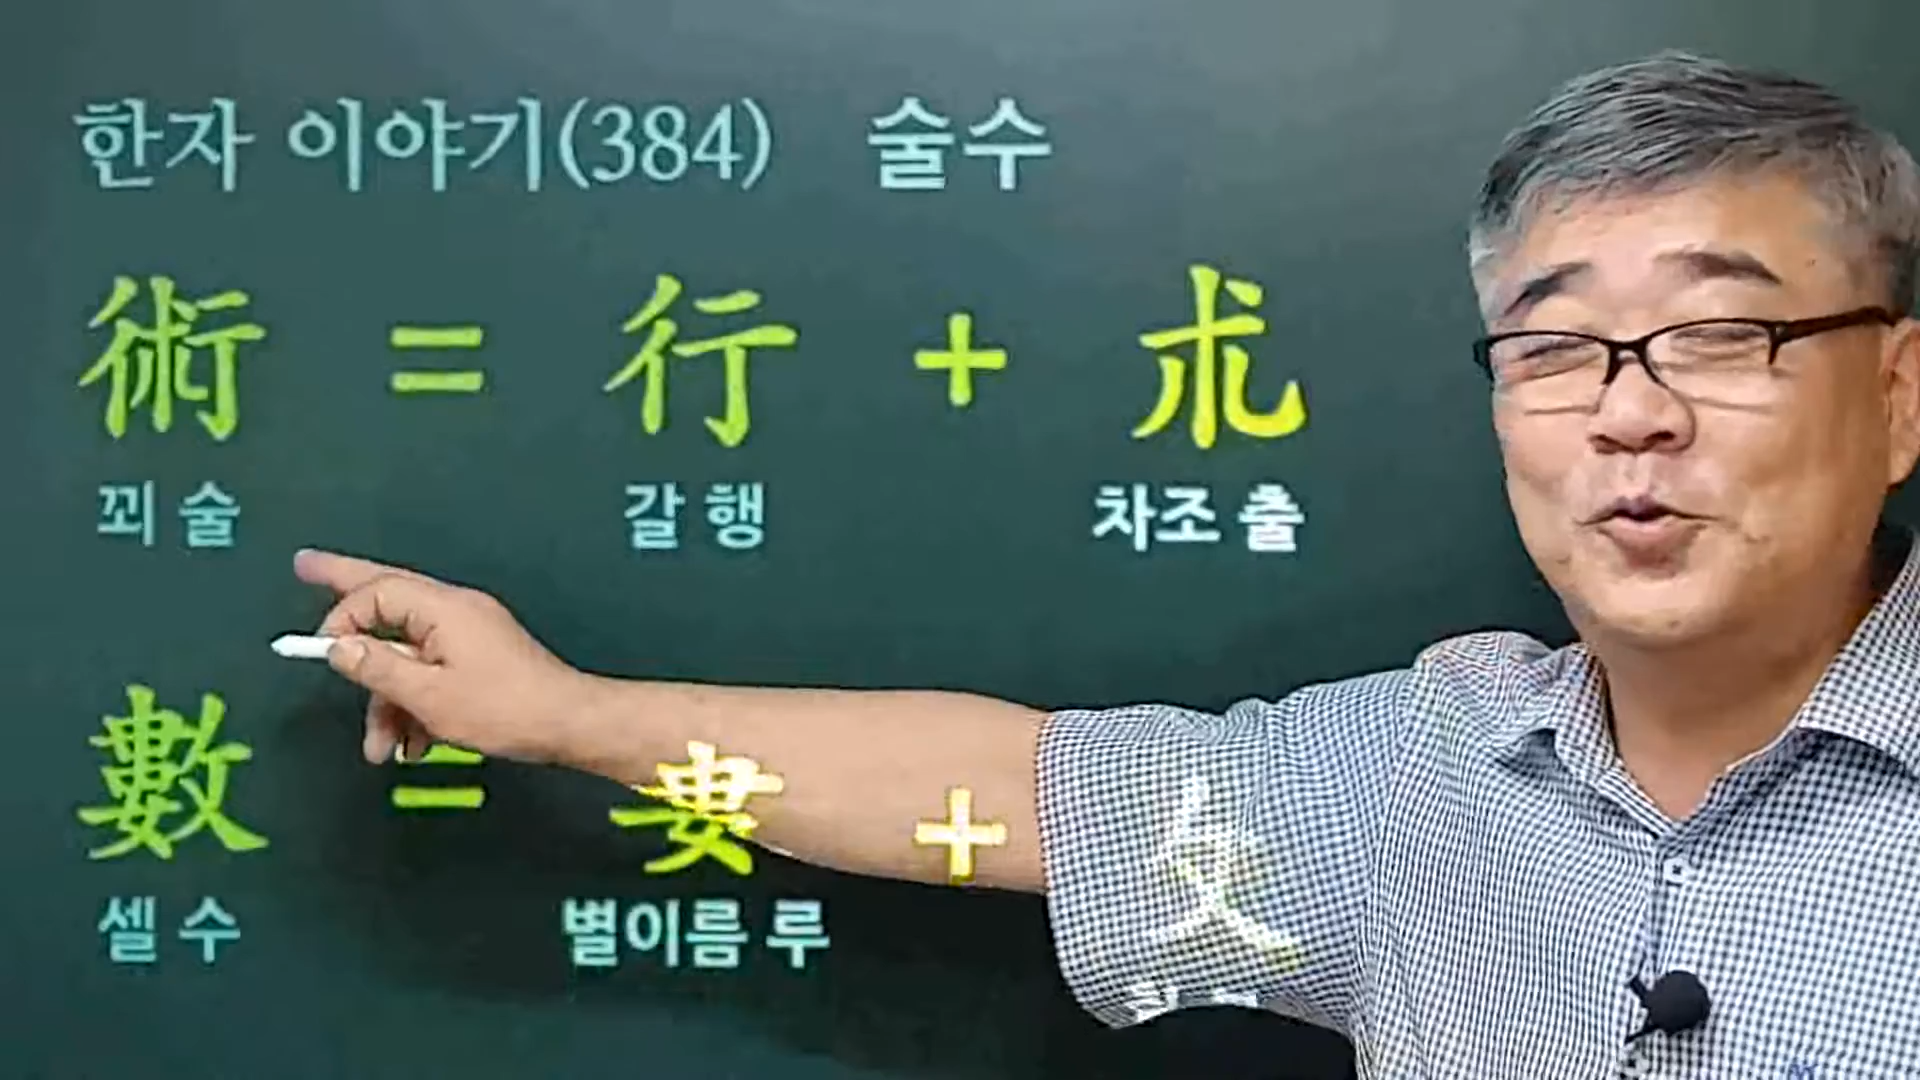 한자 이야기(384) 술수
術 = 行 + 朮
꾀 술 갈 행 차조 출
數 = 婁 +
셀 수 별이름 루